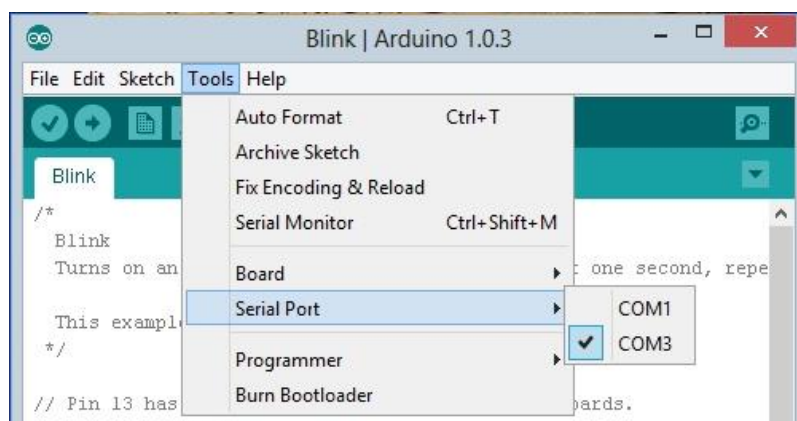 Blink | Arduino 1.0.3
File Edit Sketch Tools Help
Auto Format Ctrl+T
Archive Sketch
Blink
Fix Encoding & Reload
/*
Serial Monitor Ctrl+Shift+M
Blink
Turns on an
Board
one second, repe
Serial Port
COM1
This exampl
COM3
*/
Programmer
Burn Bootloader
// Pin 13 has